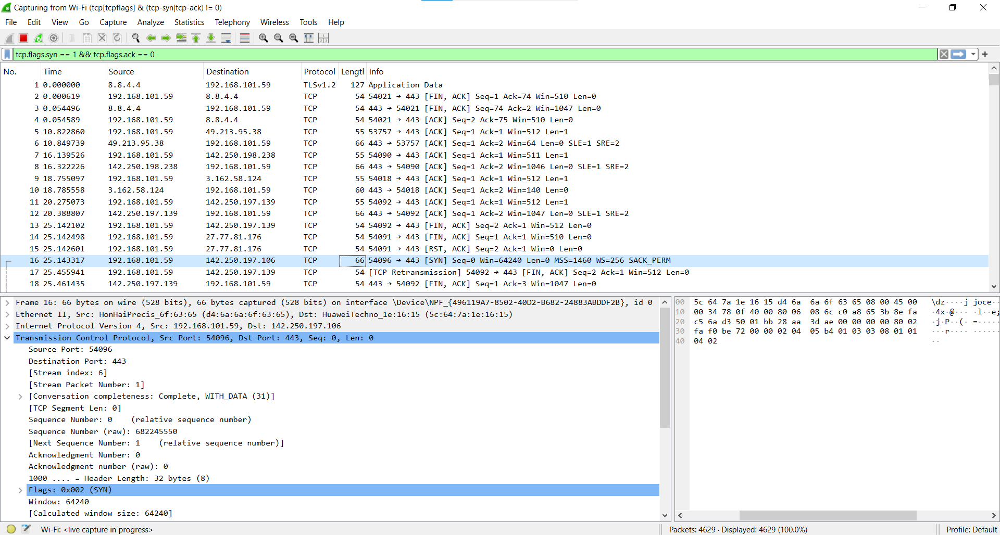 Capturing from Wi-Fi (tcp[tcpflags] & (tcp-syn|tcp-ack) != 0)
File Edit View Go Capture Analyze Statistics Telephony Wireless Tools Help
tcp.flags.syn == 1 && tcp.flags.ack == 0
No. Time Source Destination Protocol Length Info
1 0.000000 8.8.4.4 192.168.101.59 TLSv1.2 127 Application Data
2 0.000619 192.168.101.59 8.8.4.4 TCP 54 54021 → 443 [FIN, ACK] Seq=1 Ack=74 Win=510 Len=0
3 0.054496 8.8.4.4 192.168.101.59 TCP 54 443 → 54021 [FIN, ACK] Seq=74 Ack=2 Win=1047 Len=0
4 0.054589 192.168.101.59 8.8.4.4 TCP 54 54021 → 443 [ACK] Seq=2 Ack=75 Win=510 Len=0
5 10.822860 192.168.101.59 49.213.95.38 TCP 55 53757 → 443 [ACK] Seq=1 Ack=1 Win=512 Len=1
6 10.849739 49.213.95.38 192.168.101.59 TCP 66 443 → 53757 [ACK] Seq=1 Ack=2 Win=64 Len=0 SLE=1 SRE=2
7 16.139526 192.168.101.59 142.250.198.238 TCP 55 54090 → 443 [ACK] Seq=1 Ack=1 Win=511 Len=1
8 16.322226 142.250.198.238 192.168.101.59 TCP 66 443 → 54090 [ACK] Seq=1 Ack=2 Win=1046 Len=0 SLE=1 SRE=2
9 18.755097 192.168.101.59 3.162.58.124 TCP 55 54018 → 443 [ACK] Seq=1 Ack=1 Win=512 Len=1
10 18.785558 3.162.58.124 192.168.101.59 TCP 60 443 → 54018 [ACK] Seq=1 Ack=2 Win=140 Len=0
11 20.275073 192.168.101.59 142.250.197.139 TCP 55 54092 → 443 [ACK] Seq=1 Ack=1 Win=512 Len=1
12 20.388807 142.250.197.139 192.168.101.59 TCP 66 443 → 54092 [ACK] Seq=1 Ack=2 Win=1047 Len=0 SLE=1 SRE=2
13 25.142102 192.168.101.59 142.250.197.139 TCP 54 54092 → 443 [FIN, ACK] Seq=2 Ack=1 Win=512 Len=0
14 25.142498 192.168.101.59 27.77.81.176 TCP 54 54091 → 443 [FIN, ACK] Seq=1 Ack=1 Win=510 Len=0
15 25.142601 192.168.101.59 27.77.81.176 TCP 54 54091 → 443 [RST, ACK] Seq=2 Ack=1 Win=0 Len=0
16 25.143317 192.168.101.59 142.250.197.106 TCP 66 54096 → 443 [SYN] Seq=0 Win=64240 Len=0 MSS=1460 WS=256 SACK_PERM
17 25.455941 192.168.101.59 142.250.197.139 TCP 54 [TCP Retransmission] 54092 → 443 [FIN, ACK] Seq=2 Ack=1 Win=512 Len=0
18 25.461435 142.250.197.139 192.168.101.59 TCP 54 443 → 54092 [FIN, ACK] Seq=1 Ack=3 Win=1047 Len=0
Frame 16: 66 bytes on wire (528 bits), 66 bytes captured (528 bits) on interface \Device\NPF_{496119A7-8502-40D2-B682-24883ABDDF2B}, id 0
Ethernet II, Src: HonHaiPrecis_6f:63:65 (d4:6a:6a:6f:63:65), Dst: HuaweiTechno_1e:16:15 (5c:64:7a:1e:16:15)
Internet Protocol Version 4, Src: 192.168.101.59, Dst: 142.250.197.106
Transmission Control Protocol, Src Port: 54096, Dst Port: 443, Seq: 0, Len: 0
Source Port: 54096
Destination Port: 443
[Stream index: 6]
[Stream Packet Number: 1]
[Conversation completeness: Complete, WITH_DATA (31)]
[TCP Segment Len: 0]
Sequence Number: 0 (relative sequence number)
Sequence Number (raw): 682245550
[Next Sequence Number: 1 (relative sequence number)]
Acknowledgment Number: 0
Acknowledgment number (raw): 0
1000 .... = Header Length: 32 bytes (8)
Flags: 0x002 (SYN)
Window: 64240
[Calculated window size: 64240]
00 5c 64 7a 1e 16 15 d4 6a 6a 6f 63 65 08 00 45 00 \dz····j joce··
10 00 34 78 0f 40 00 80 06 08 6c c0 a8 65 3b 8e fa ·4x·@··· ·l··e;
20 c5 6a d3 50 01 bb 28 aa 3d ae 00 00 00 00 80 02 ·j·P··(· =·····
30 fa f0 be 72 00 00 02 04 05 b4 01 03 03 08 01 01 ···r···· ······
40 04 02 ··
Wi-Fi: <live capture in progress>
Packets: 4629 · Displayed: 4629 (100.0%)
Profile: Default